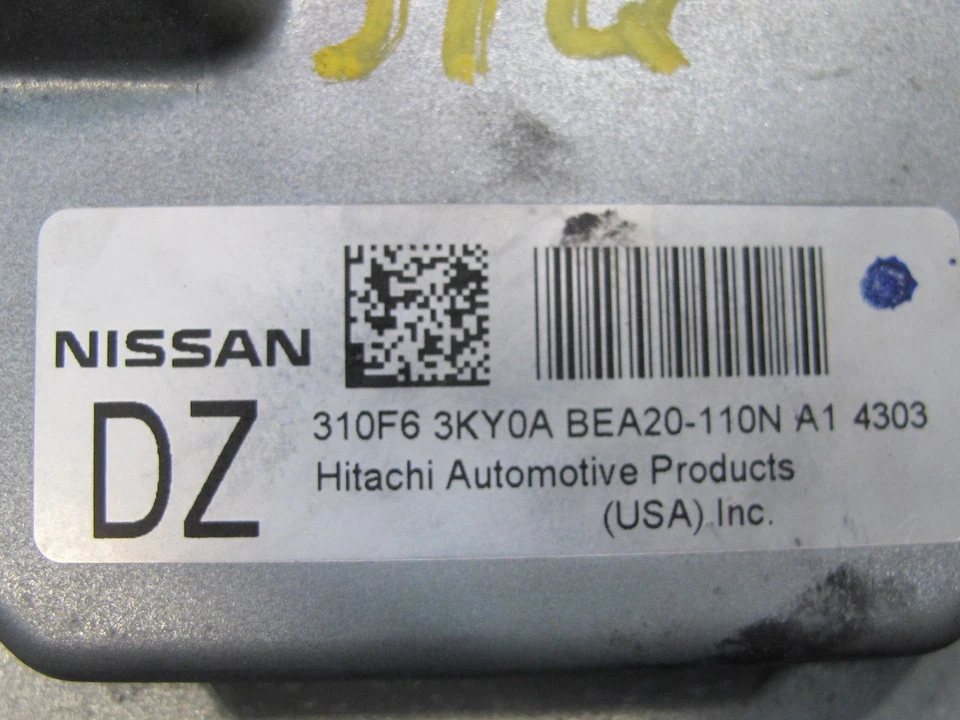 NISSAN
DZ
310F6 3KY0A BEA20-110N A1 4303
Hitachi Automotive Products
(USA) Inc.